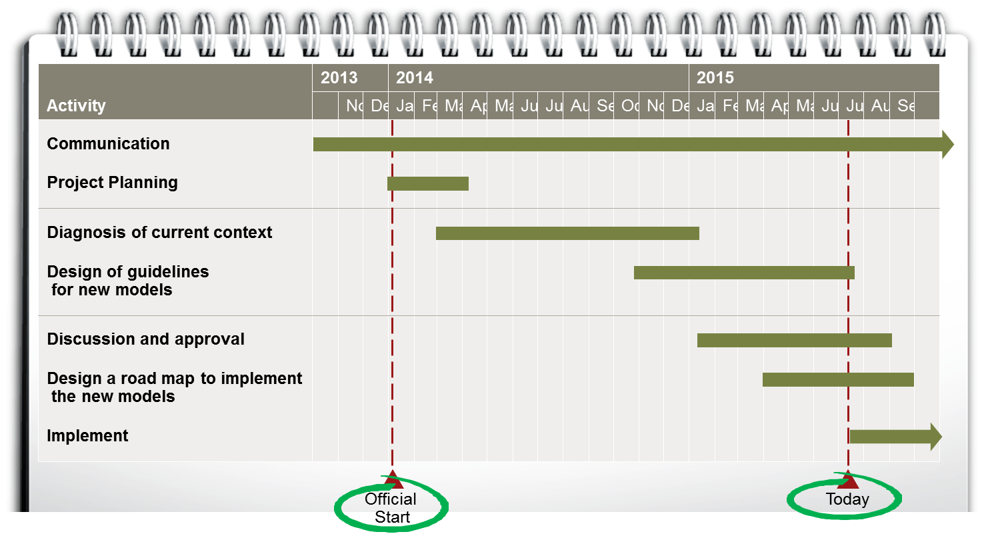 2013 2014 2015
Activity No De Ja Fe Ma Ap Ma Ju Ju Au Se Oc No De Ja Fe Ma Ap Ma Ju Ju Au Se
Communication
Project Planning
Diagnosis of current context
Design of guidelines
for new models
Discussion and approval
Design a road map to implement
the new models
Implement
Official
Start
Today